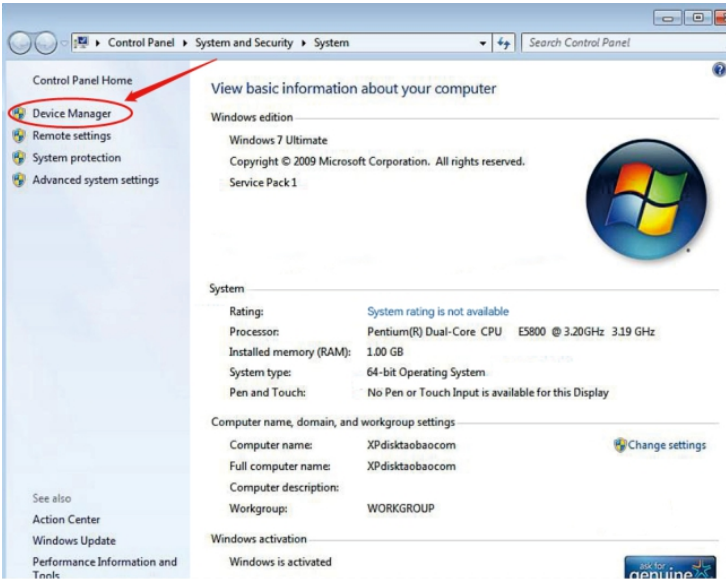 Control Panel ▸ System and Security ▸ System
Search Control Panel
Control Panel Home
Device Manager
Remote settings
System protection
Advanced system settings
See also
Action Center
Windows Update
Performance Information and
Tools
View basic information about your computer
Windows edition
Windows 7 Ultimate
Copyright © 2009 Microsoft Corporation. All rights reserved.
Service Pack 1
System
Rating: System rating is not available
Processor: Pentium(R) Dual-Core CPU E5800 @ 3.20GHz 3.19 GHz
Installed memory (RAM): 1.00 GB
System type: 64-bit Operating System
Pen and Touch: No Pen or Touch Input is available for this Display
Computer name, domain, and workgroup settings
Computer name: XPdisktaobaocom
Change settings
Full computer name: XPdisktaobaocom
Computer description:
Workgroup: WORKGROUP
Windows activation
Windows is activated
ask for
genuine